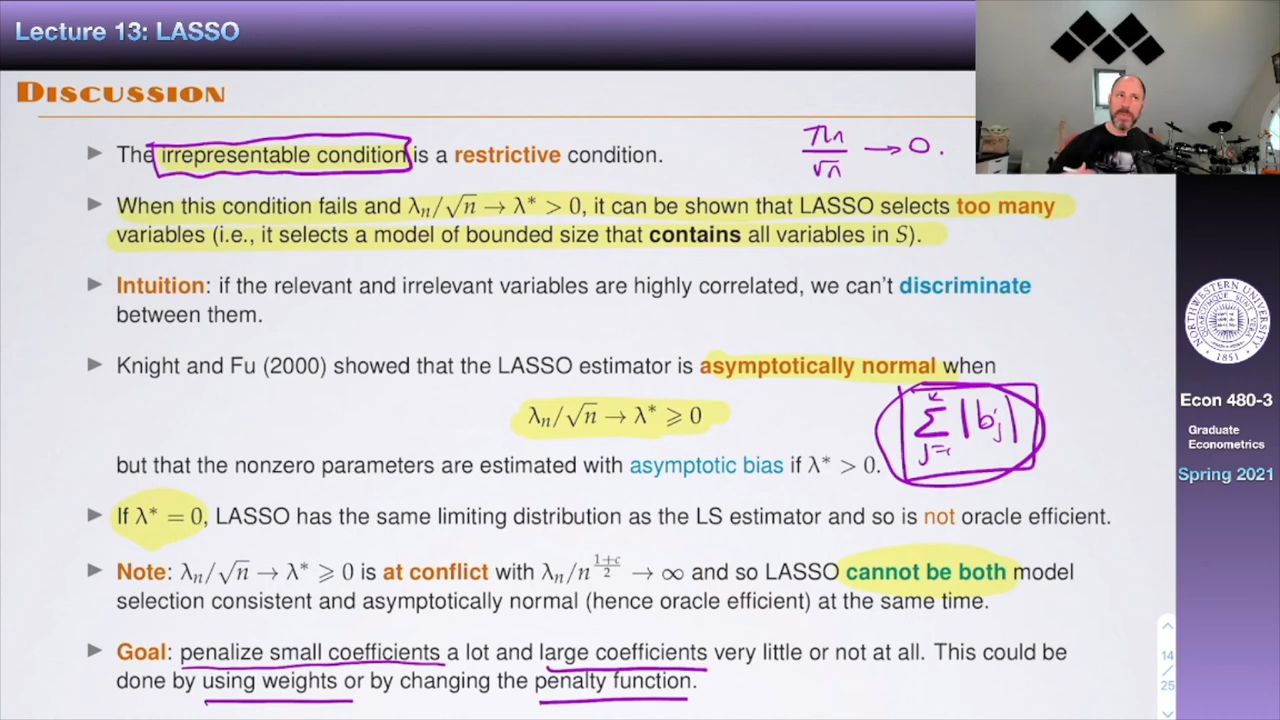 Lecture 13: LASSO
DISCUSSION
The irrepresentable condition is a restrictive condition.
λn/√n → 0.
When this condition fails and λn/√n → λ* > 0, it can be shown that LASSO selects too many
variables (i.e., it selects a model of bounded size that contains all variables in S).
Intuition: if the relevant and irrelevant variables are highly correlated, we can't discriminate
between them.
Knight and Fu (2000) showed that the LASSO estimator is asymptotically normal when
λn/√n → λ* ⩾ 0
∑ |bj|
but that the nonzero parameters are estimated with asymptotic bias if λ* > 0.
If λ* = 0, LASSO has the same limiting distribution as the LS estimator and so is not oracle efficient.
Note: λn/√n → λ* ⩾ 0 is at conflict with λn/n^((1+c)/2) → ∞ and so LASSO cannot be both model
selection consistent and asymptotically normal (hence oracle efficient) at the same time.
Goal: penalize small coefficients a lot and large coefficients very little or not at all. This could be
done by using weights or by changing the penalty function.
NORTHWESTERN UNIVERSITY
1851
Econ 480-3
Graduate
Econometrics
Spring 2021
14
/
25